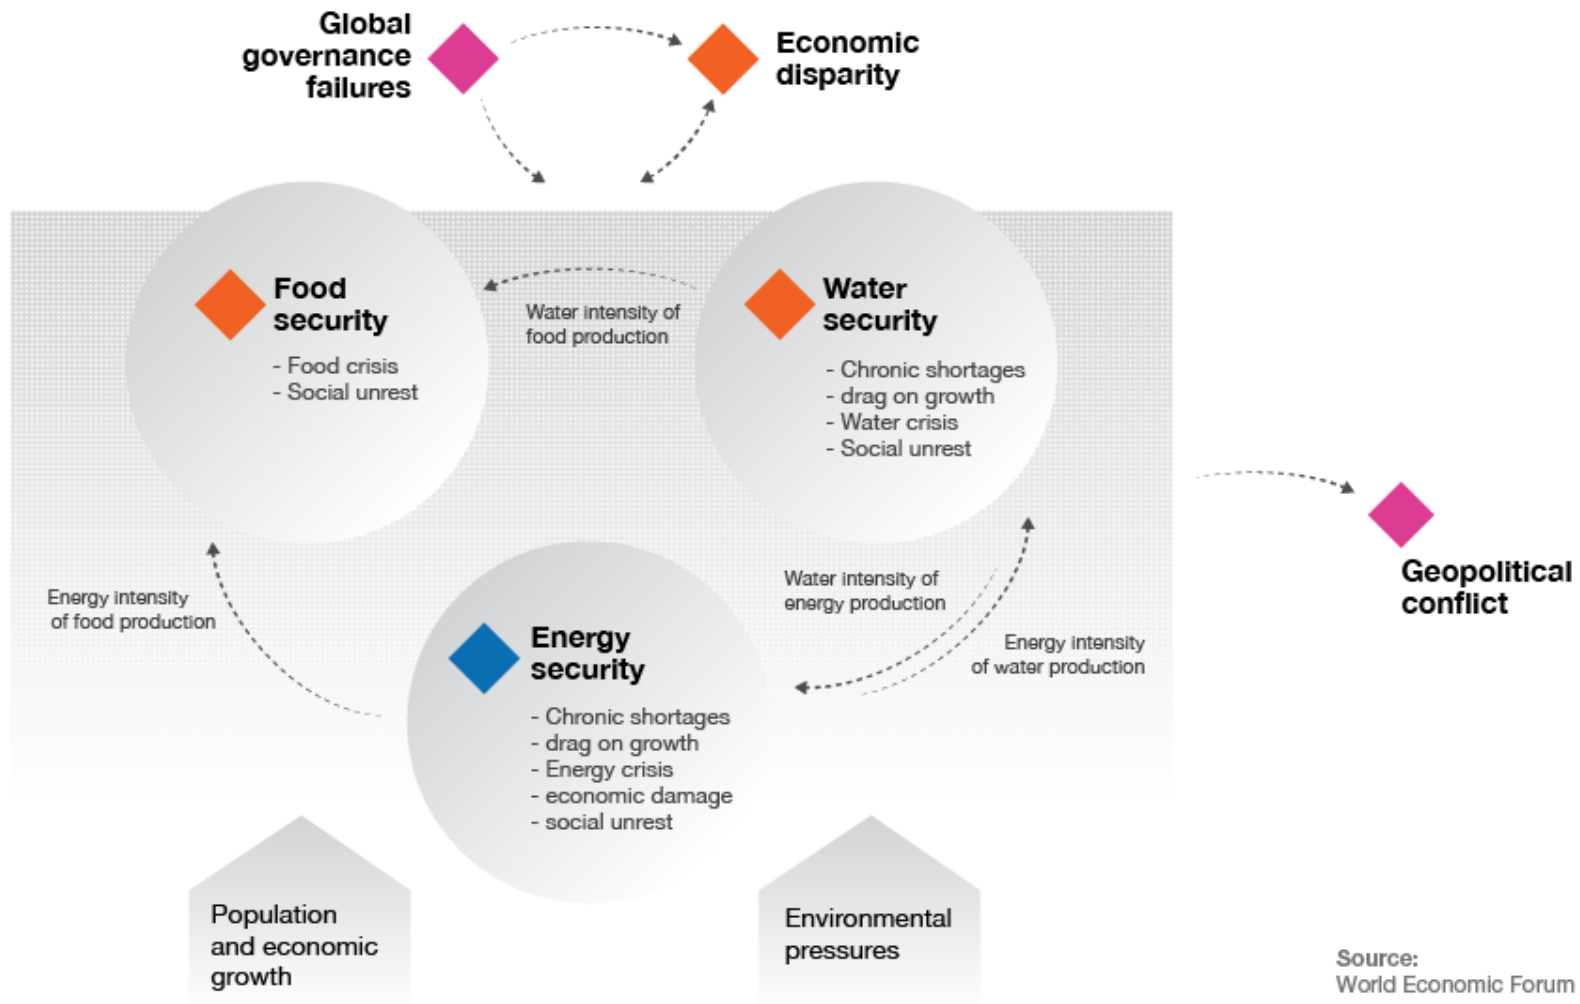 Global
governance
failures
Economic
disparity
Food
security
- Food crisis
- Social unrest
Water intensity of
food production
Water
security
- Chronic shortages
- drag on growth
- Water crisis
- Social unrest
Energy intensity
of food production
Water intensity of
energy production
Energy intensity
of water production
Geopolitical
conflict
Energy
security
- Chronic shortages
- drag on growth
- Energy crisis
- economic damage
- social unrest
Population
and economic
growth
Environmental
pressures
Source:
World Economic Forum